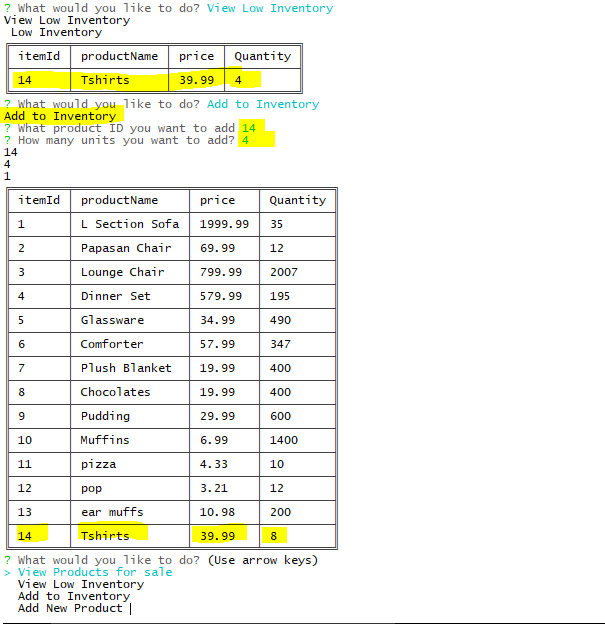 ? What would you like to do? View Low Inventory
View Low Inventory
Low Inventory
itemId productName price Quantity
14 Tshirts 39.99 4
? What would you like to do? Add to Inventory
Add to Inventory
? What product ID you want to add 14
? How many units you want to add? 4
14
4
1
itemId productName price Quantity
1 L Section Sofa 1999.99 35
2 Papasan Chair 69.99 12
3 Lounge Chair 799.99 2007
4 Dinner Set 579.99 195
5 Glassware 34.99 490
6 Comforter 57.99 347
7 Plush Blanket 19.99 400
8 Chocolates 19.99 400
9 Pudding 29.99 600
10 Muffins 6.99 1400
11 pizza 4.33 10
12 pop 3.21 12
13 ear muffs 10.98 200
14 Tshirts 39.99 8
? What would you like to do? (Use arrow keys)
> View Products for sale
View Low Inventory
Add to Inventory
Add New Product